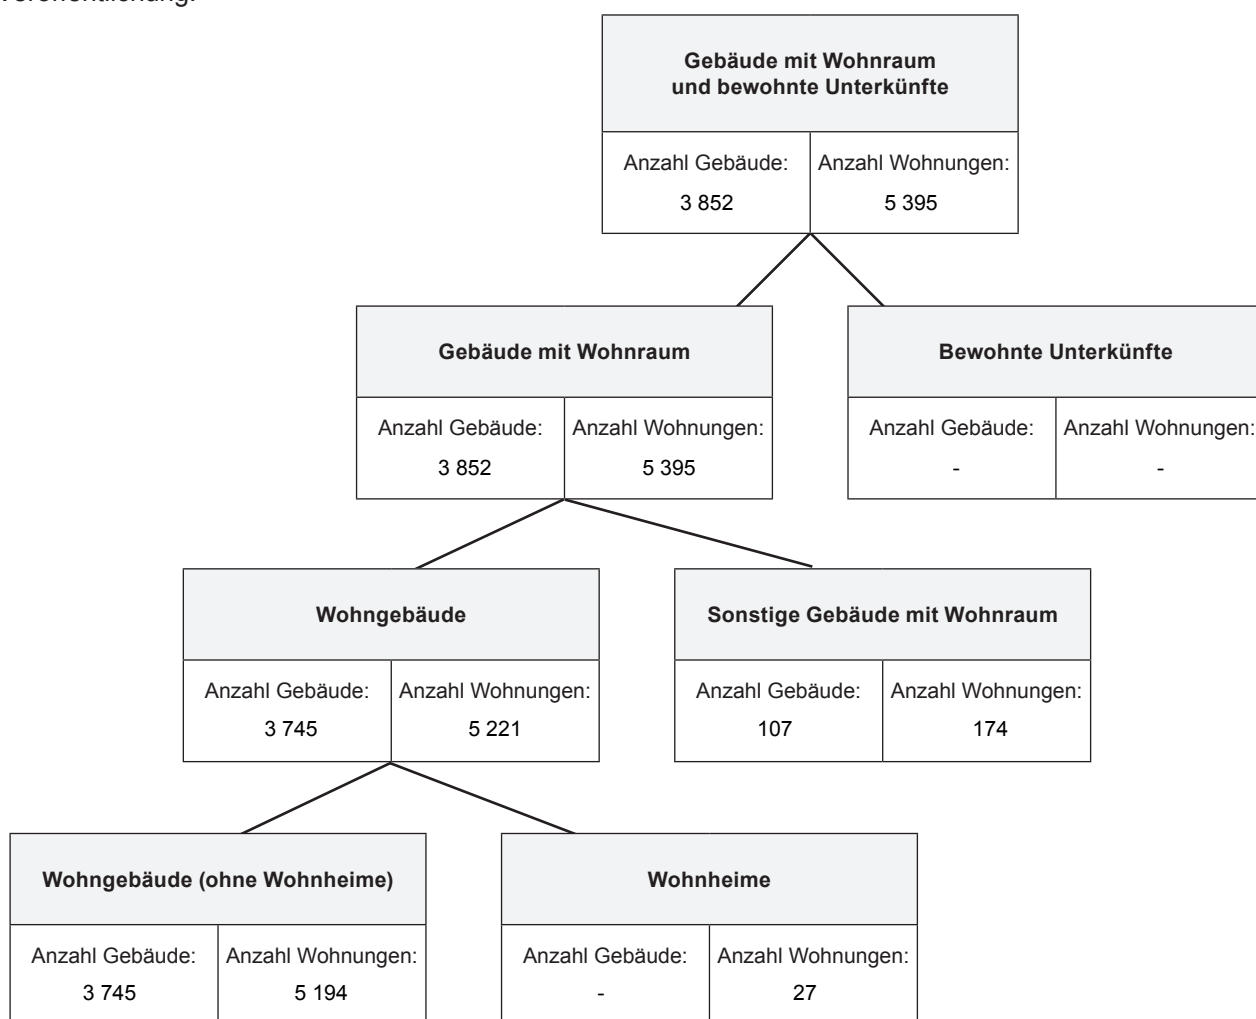 Veröffentlichung.
Gebäude mit Wohnraum
und bewohnte Unterkünfte
Anzahl Gebäude: Anzahl Wohnungen:
3 852 5 395
Gebäude mit Wohnraum Bewohnte Unterkünfte
Anzahl Gebäude: Anzahl Wohnungen: Anzahl Gebäude: Anzahl Wohnungen:
3 852 5 395 - -
Wohngebäude Sonstige Gebäude mit Wohnraum
Anzahl Gebäude: Anzahl Wohnungen: Anzahl Gebäude: Anzahl Wohnungen:
3 745 5 221 107 174
Wohngebäude (ohne Wohnheime) Wohnheime
Anzahl Gebäude: Anzahl Wohnungen: Anzahl Gebäude: Anzahl Wohnungen:
3 745 5 194 - 27